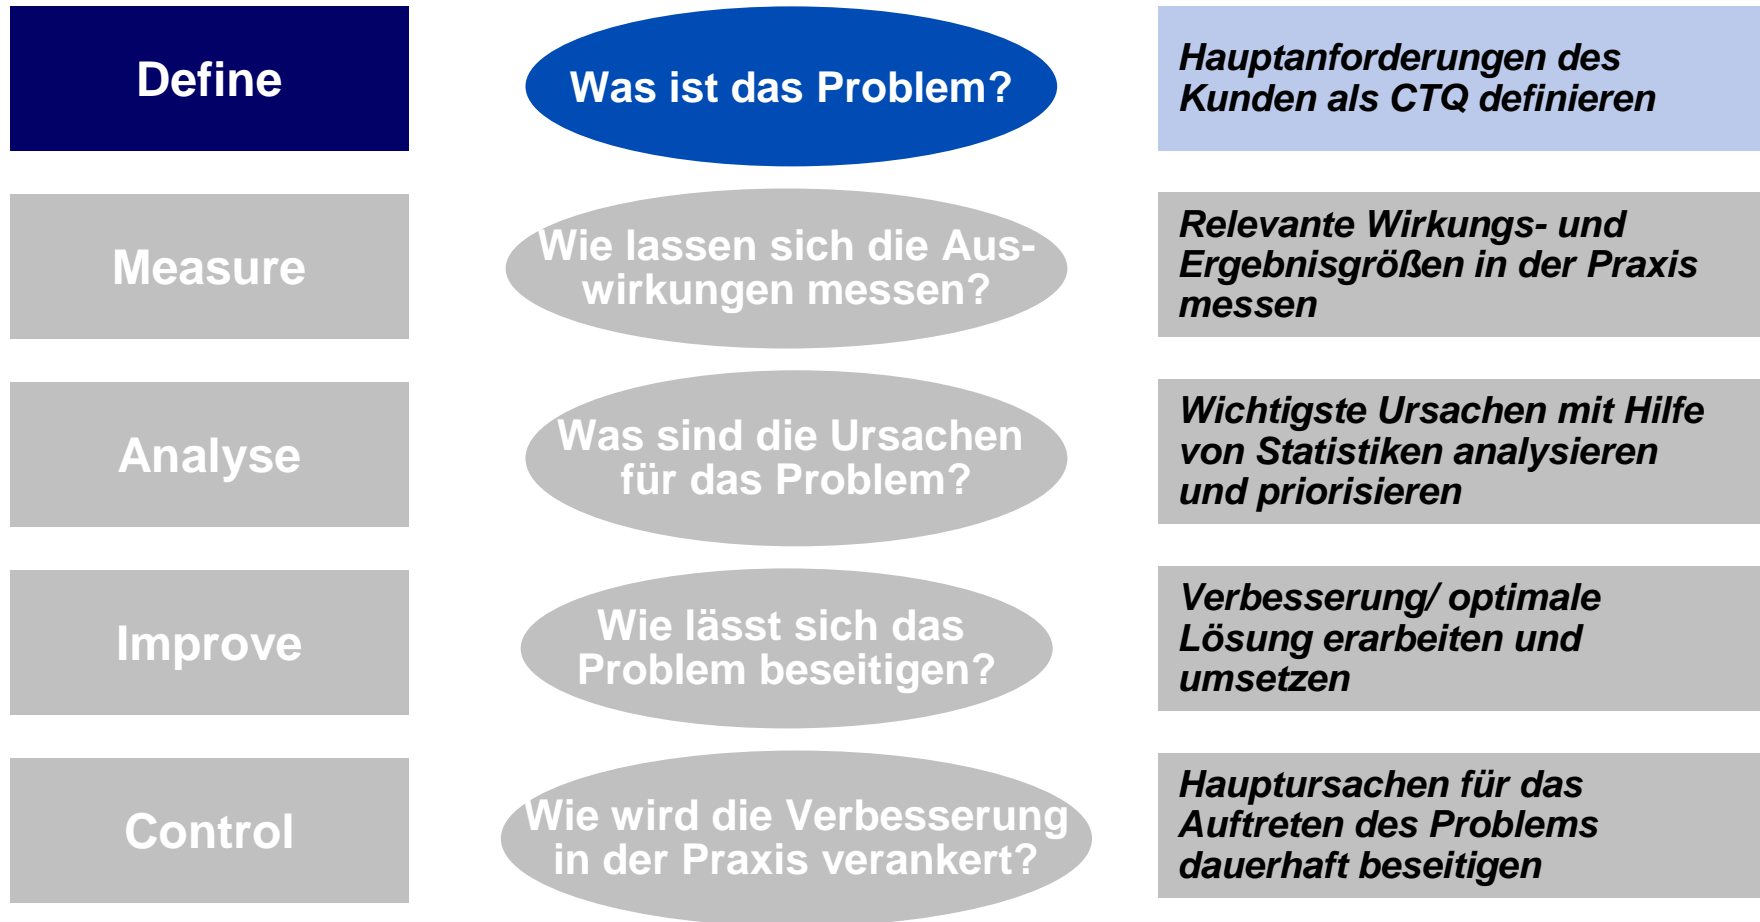 Define
Was ist das Problem?
Hauptanforderungen des
Kunden als CTQ definieren
Measure
Wie lassen sich die Aus-
wirkungen messen?
Relevante Wirkungs- und
Ergebnisgrößen in der Praxis
messen
Analyse
Was sind die Ursachen
für das Problem?
Wichtigste Ursachen mit Hilfe
von Statistiken analysieren
und priorisieren
Improve
Wie lässt sich das
Problem beseitigen?
Verbesserung/ optimale
Lösung erarbeiten und
umsetzen
Control
Wie wird die Verbesserung
in der Praxis verankert?
Hauptursachen für das
Auftreten des Problems
dauerhaft beseitigen